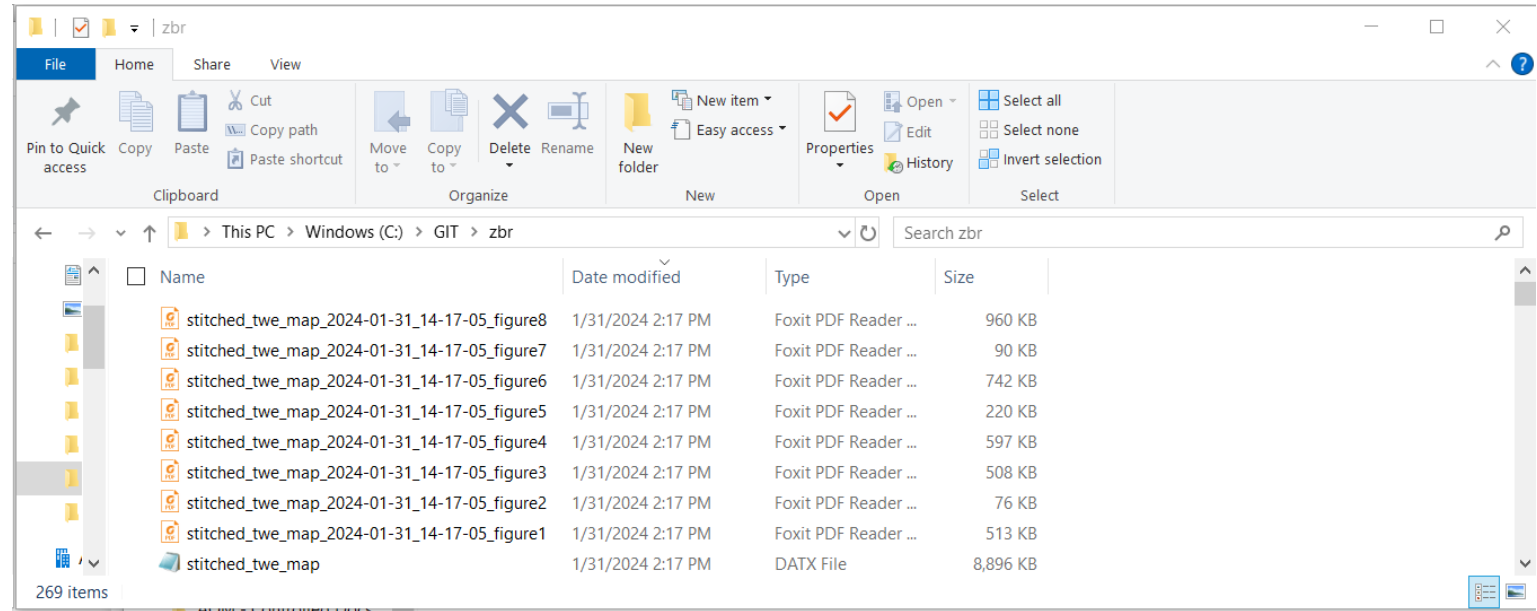 zbr
File Home Share View
Pin to Quick access Copy Paste Cut Copy path Paste shortcut
Clipboard
Move to Copy to Delete Rename
Organize
New folder New item Easy access
New
Properties Open Edit History
Open
Select all Select none Invert selection
Select
This PC > Windows (C:) > GIT > zbr Search zbr
Name Date modified Type Size
stitched_twe_map_2024-01-31_14-17-05_figure8 1/31/2024 2:17 PM Foxit PDF Reader ... 960 KB
stitched_twe_map_2024-01-31_14-17-05_figure7 1/31/2024 2:17 PM Foxit PDF Reader ... 90 KB
stitched_twe_map_2024-01-31_14-17-05_figure6 1/31/2024 2:17 PM Foxit PDF Reader ... 742 KB
stitched_twe_map_2024-01-31_14-17-05_figure5 1/31/2024 2:17 PM Foxit PDF Reader ... 220 KB
stitched_twe_map_2024-01-31_14-17-05_figure4 1/31/2024 2:17 PM Foxit PDF Reader ... 597 KB
stitched_twe_map_2024-01-31_14-17-05_figure3 1/31/2024 2:17 PM Foxit PDF Reader ... 508 KB
stitched_twe_map_2024-01-31_14-17-05_figure2 1/31/2024 2:17 PM Foxit PDF Reader ... 76 KB
stitched_twe_map_2024-01-31_14-17-05_figure1 1/31/2024 2:17 PM Foxit PDF Reader ... 513 KB
stitched_twe_map 1/31/2024 2:17 PM DATX File 8,896 KB
269 items